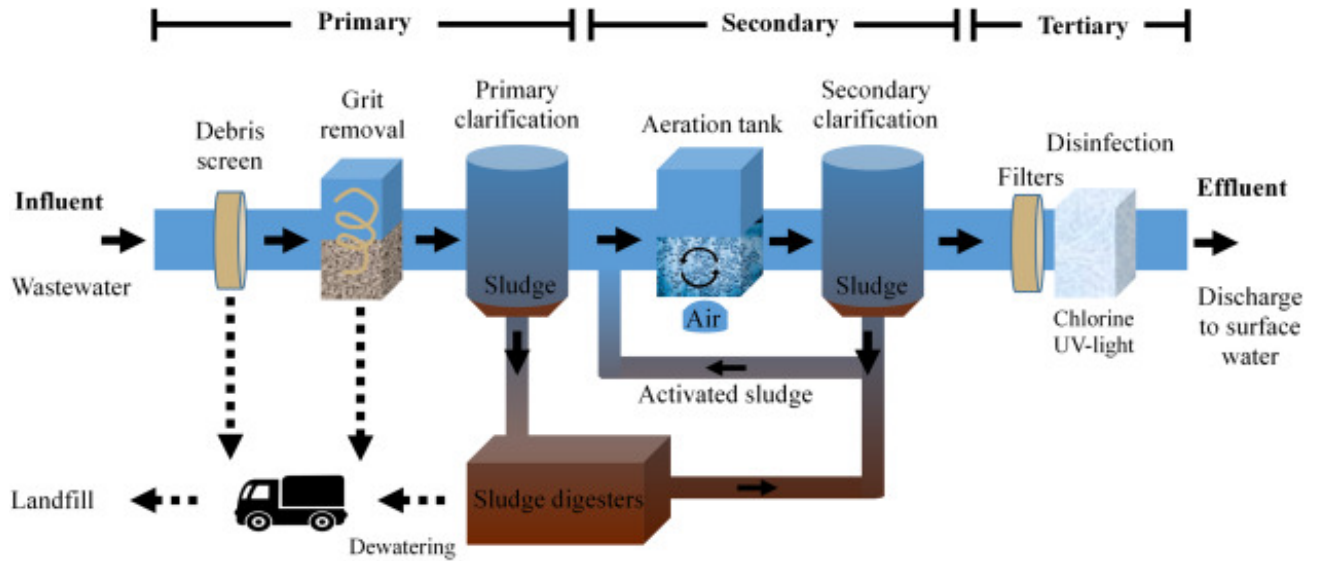 Primary
Secondary
Tertiary
Debris
screen
Grit
removal
Primary
clarification
Aeration tank
Secondary
clarification
Filters
Disinfection
Influent
Wastewater
Effluent
Discharge
to surface
water
Sludge
Air
Sludge
Chlorine
UV-light
Activated sludge
Sludge digesters
Landfill
Dewatering